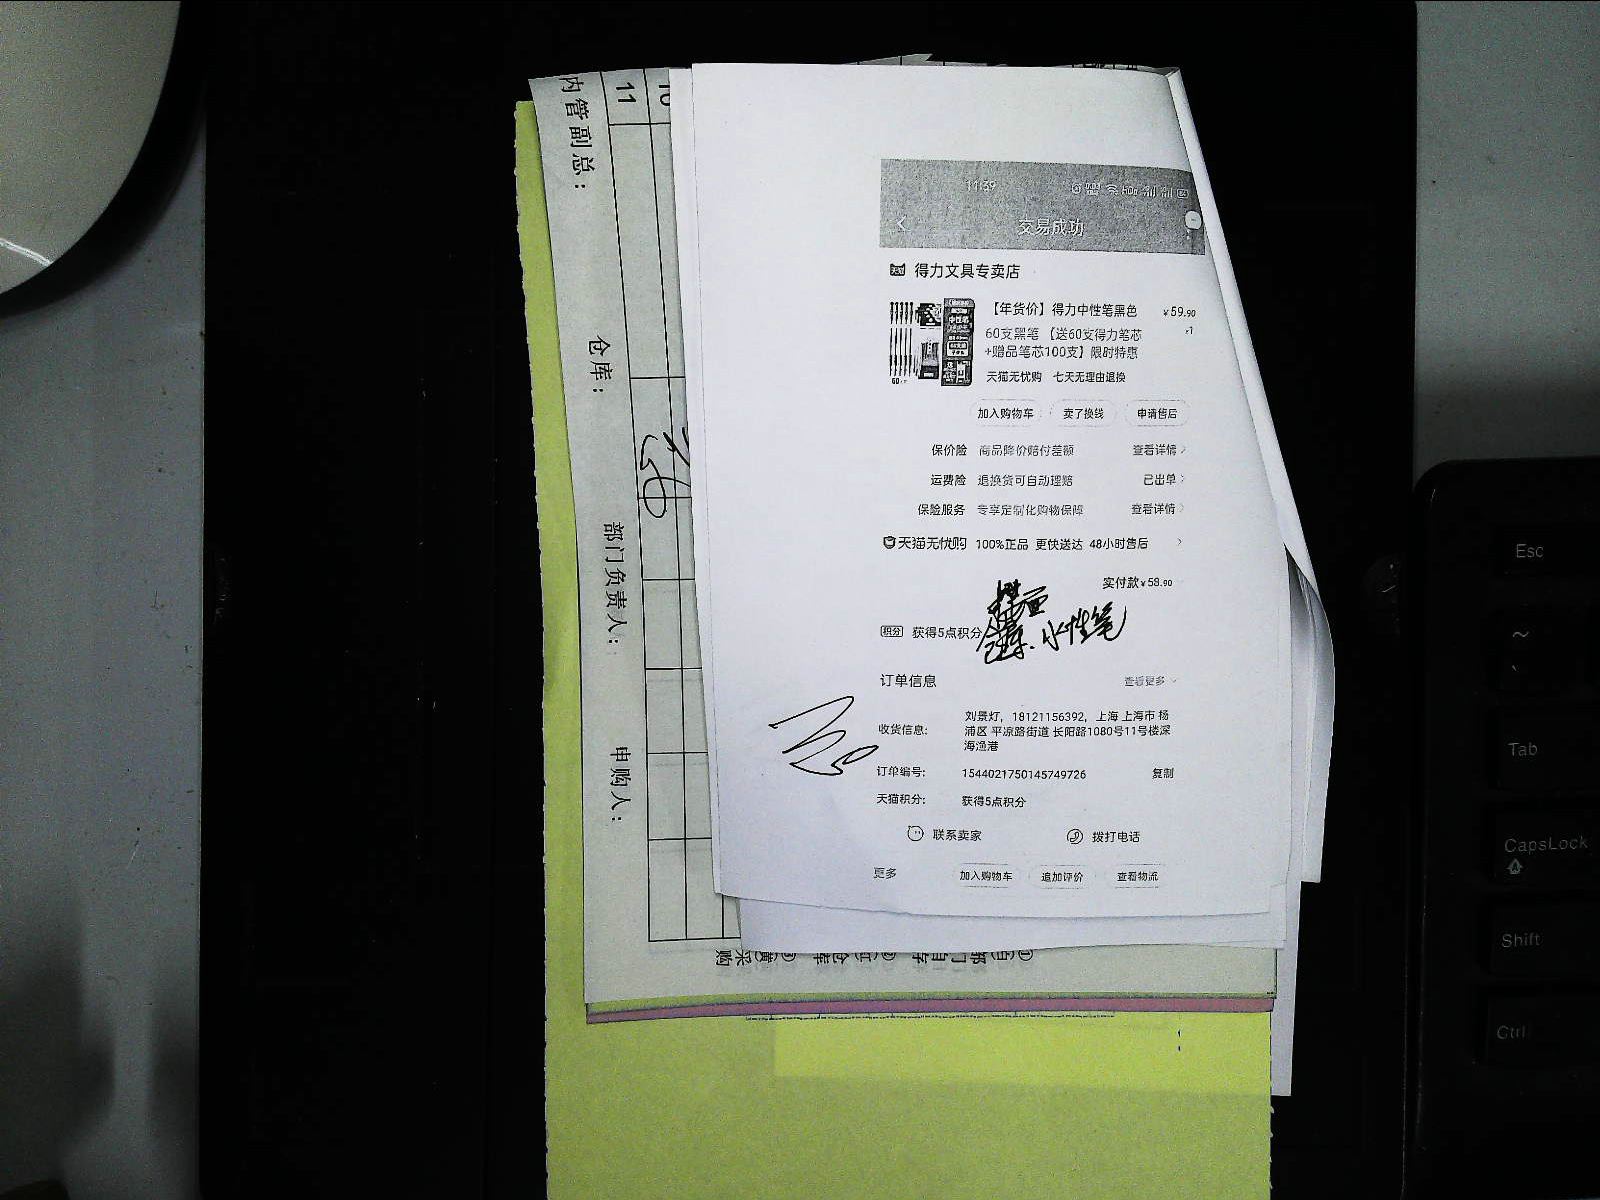 11:39
交易成功
得力文具专卖店
【年货价】得力中性笔黑色 ¥59.90
60支黑笔 【送60支得力笔芯 x1
+赠品笔芯100支】限时特惠
天猫无忧购 七天无理由退换
加入购物车 卖了换钱 申请售后
保价险 商品降价赔付差额 查看详情
运费险 退换货可自动理赔 已出单
保险服务 专享定制化购物保障 查看详情
天猫无忧购 100%正品 更快送达 48小时售后
实付款¥58.90
积分 获得5点积分
水性笔
订单信息 查看更多
收货信息: 刘景灯, 18121156392, 上海 上海市 杨
浦区 平凉路街道 长阳路1080号11号楼深
海渔港
订单编号: 1544021750145749726 复制
天猫积分: 获得5点积分
联系卖家 拨打电话
更多 加入购物车 追加评价 查看物流
11
内管副总:
仓库:
部门负责人:
申购人:
Esc
~
Tab
CapsLock
Shift
Ctrl